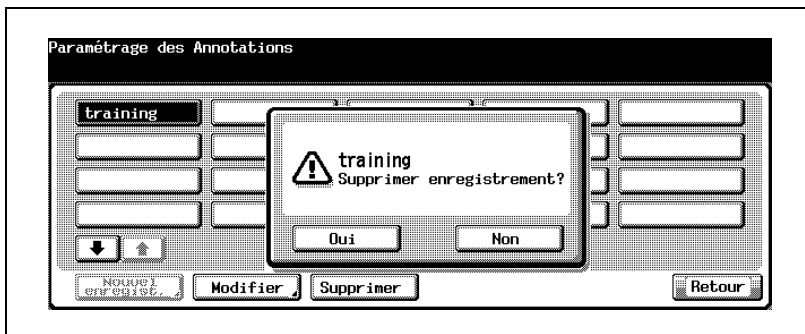 Paramétrage des Annotations
training
training
Supprimer enregistrement?
Oui
Non
Nouvel
enregist.
Modifier
Supprimer
Retour